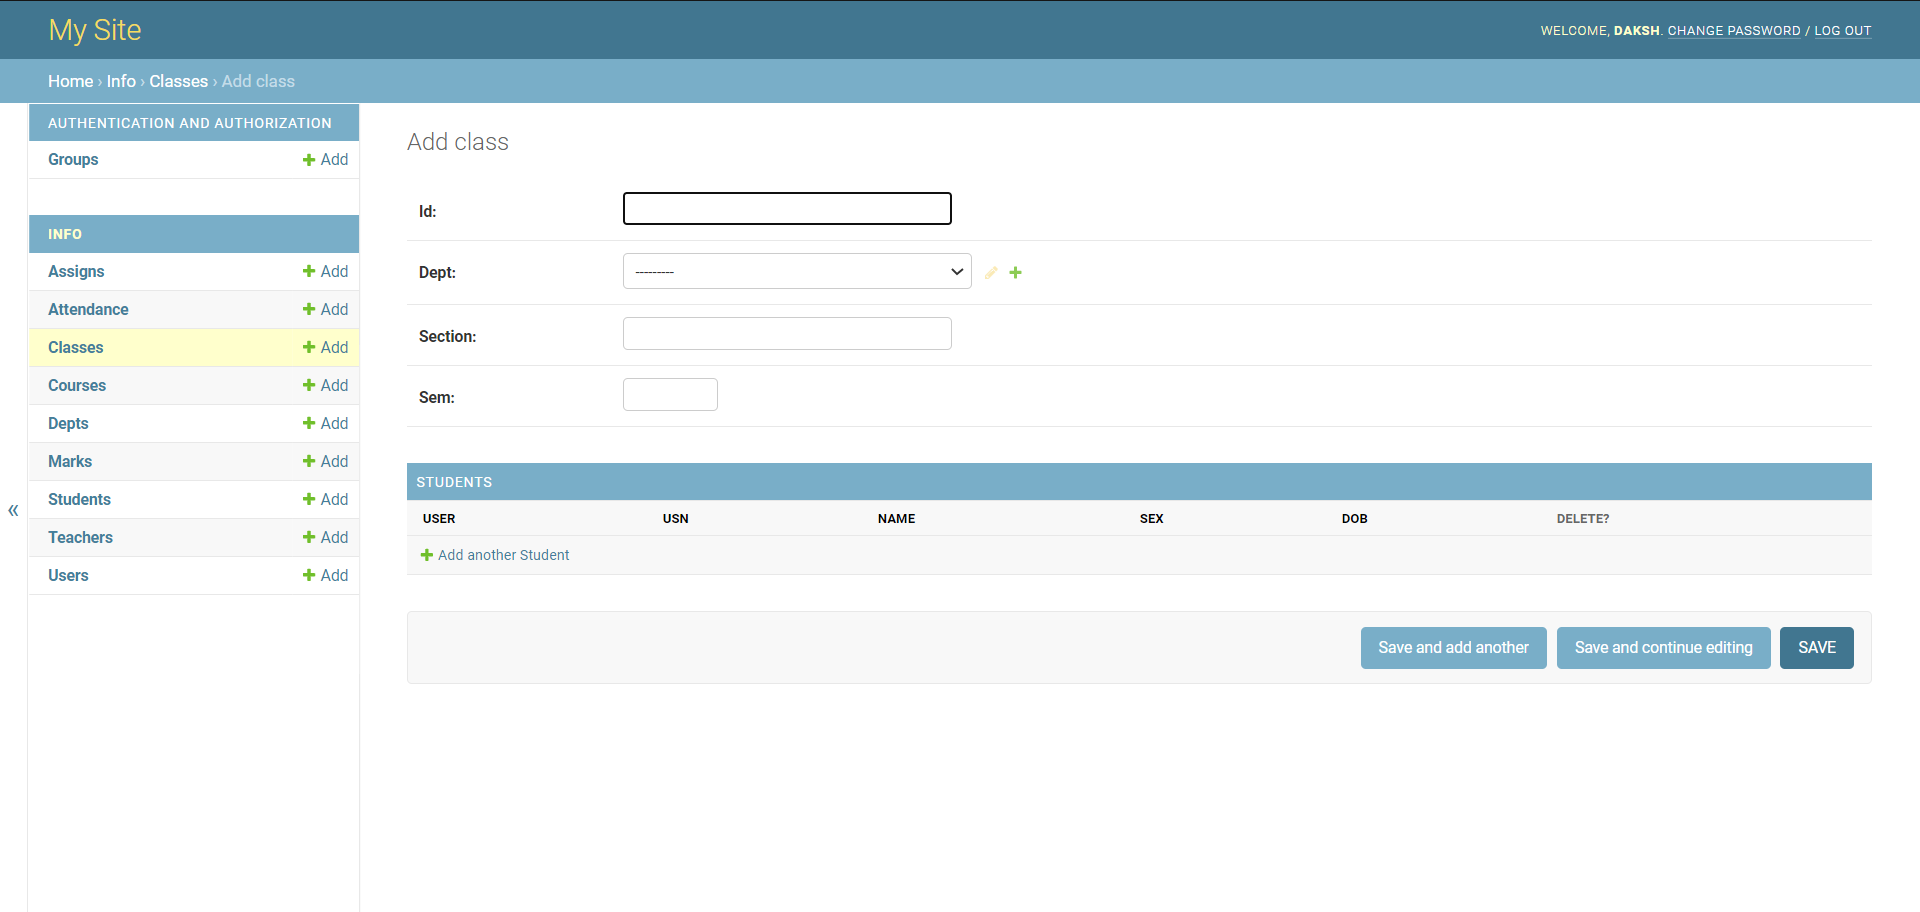 My Site
WELCOME, DAKSH. CHANGE PASSWORD / LOG OUT
Home › Info › Classes › Add class
AUTHENTICATION AND AUTHORIZATION
Groups Add
INFO
Assigns Add
Attendance Add
Classes Add
Courses Add
Depts Add
Marks Add
Students Add
Teachers Add
Users Add
«
Add class
Id:
Dept: ---------
Section:
Sem:
STUDENTS
USER USN NAME SEX DOB DELETE?
Add another Student
Save and add another Save and continue editing SAVE